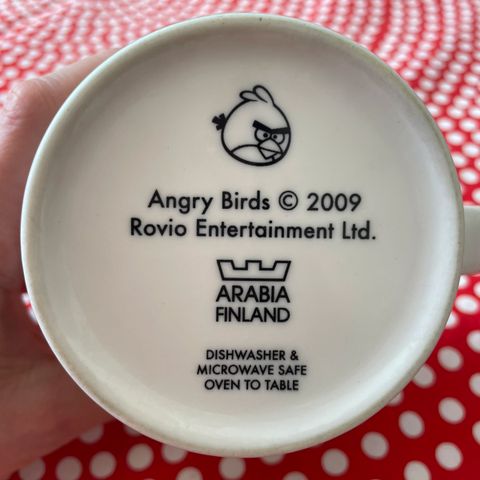 Angry Birds © 2009
Rovio Entertainment Ltd.
ARABIA
FINLAND
DISHWASHER &
MICROWAVE SAFE
OVEN TO TABLE